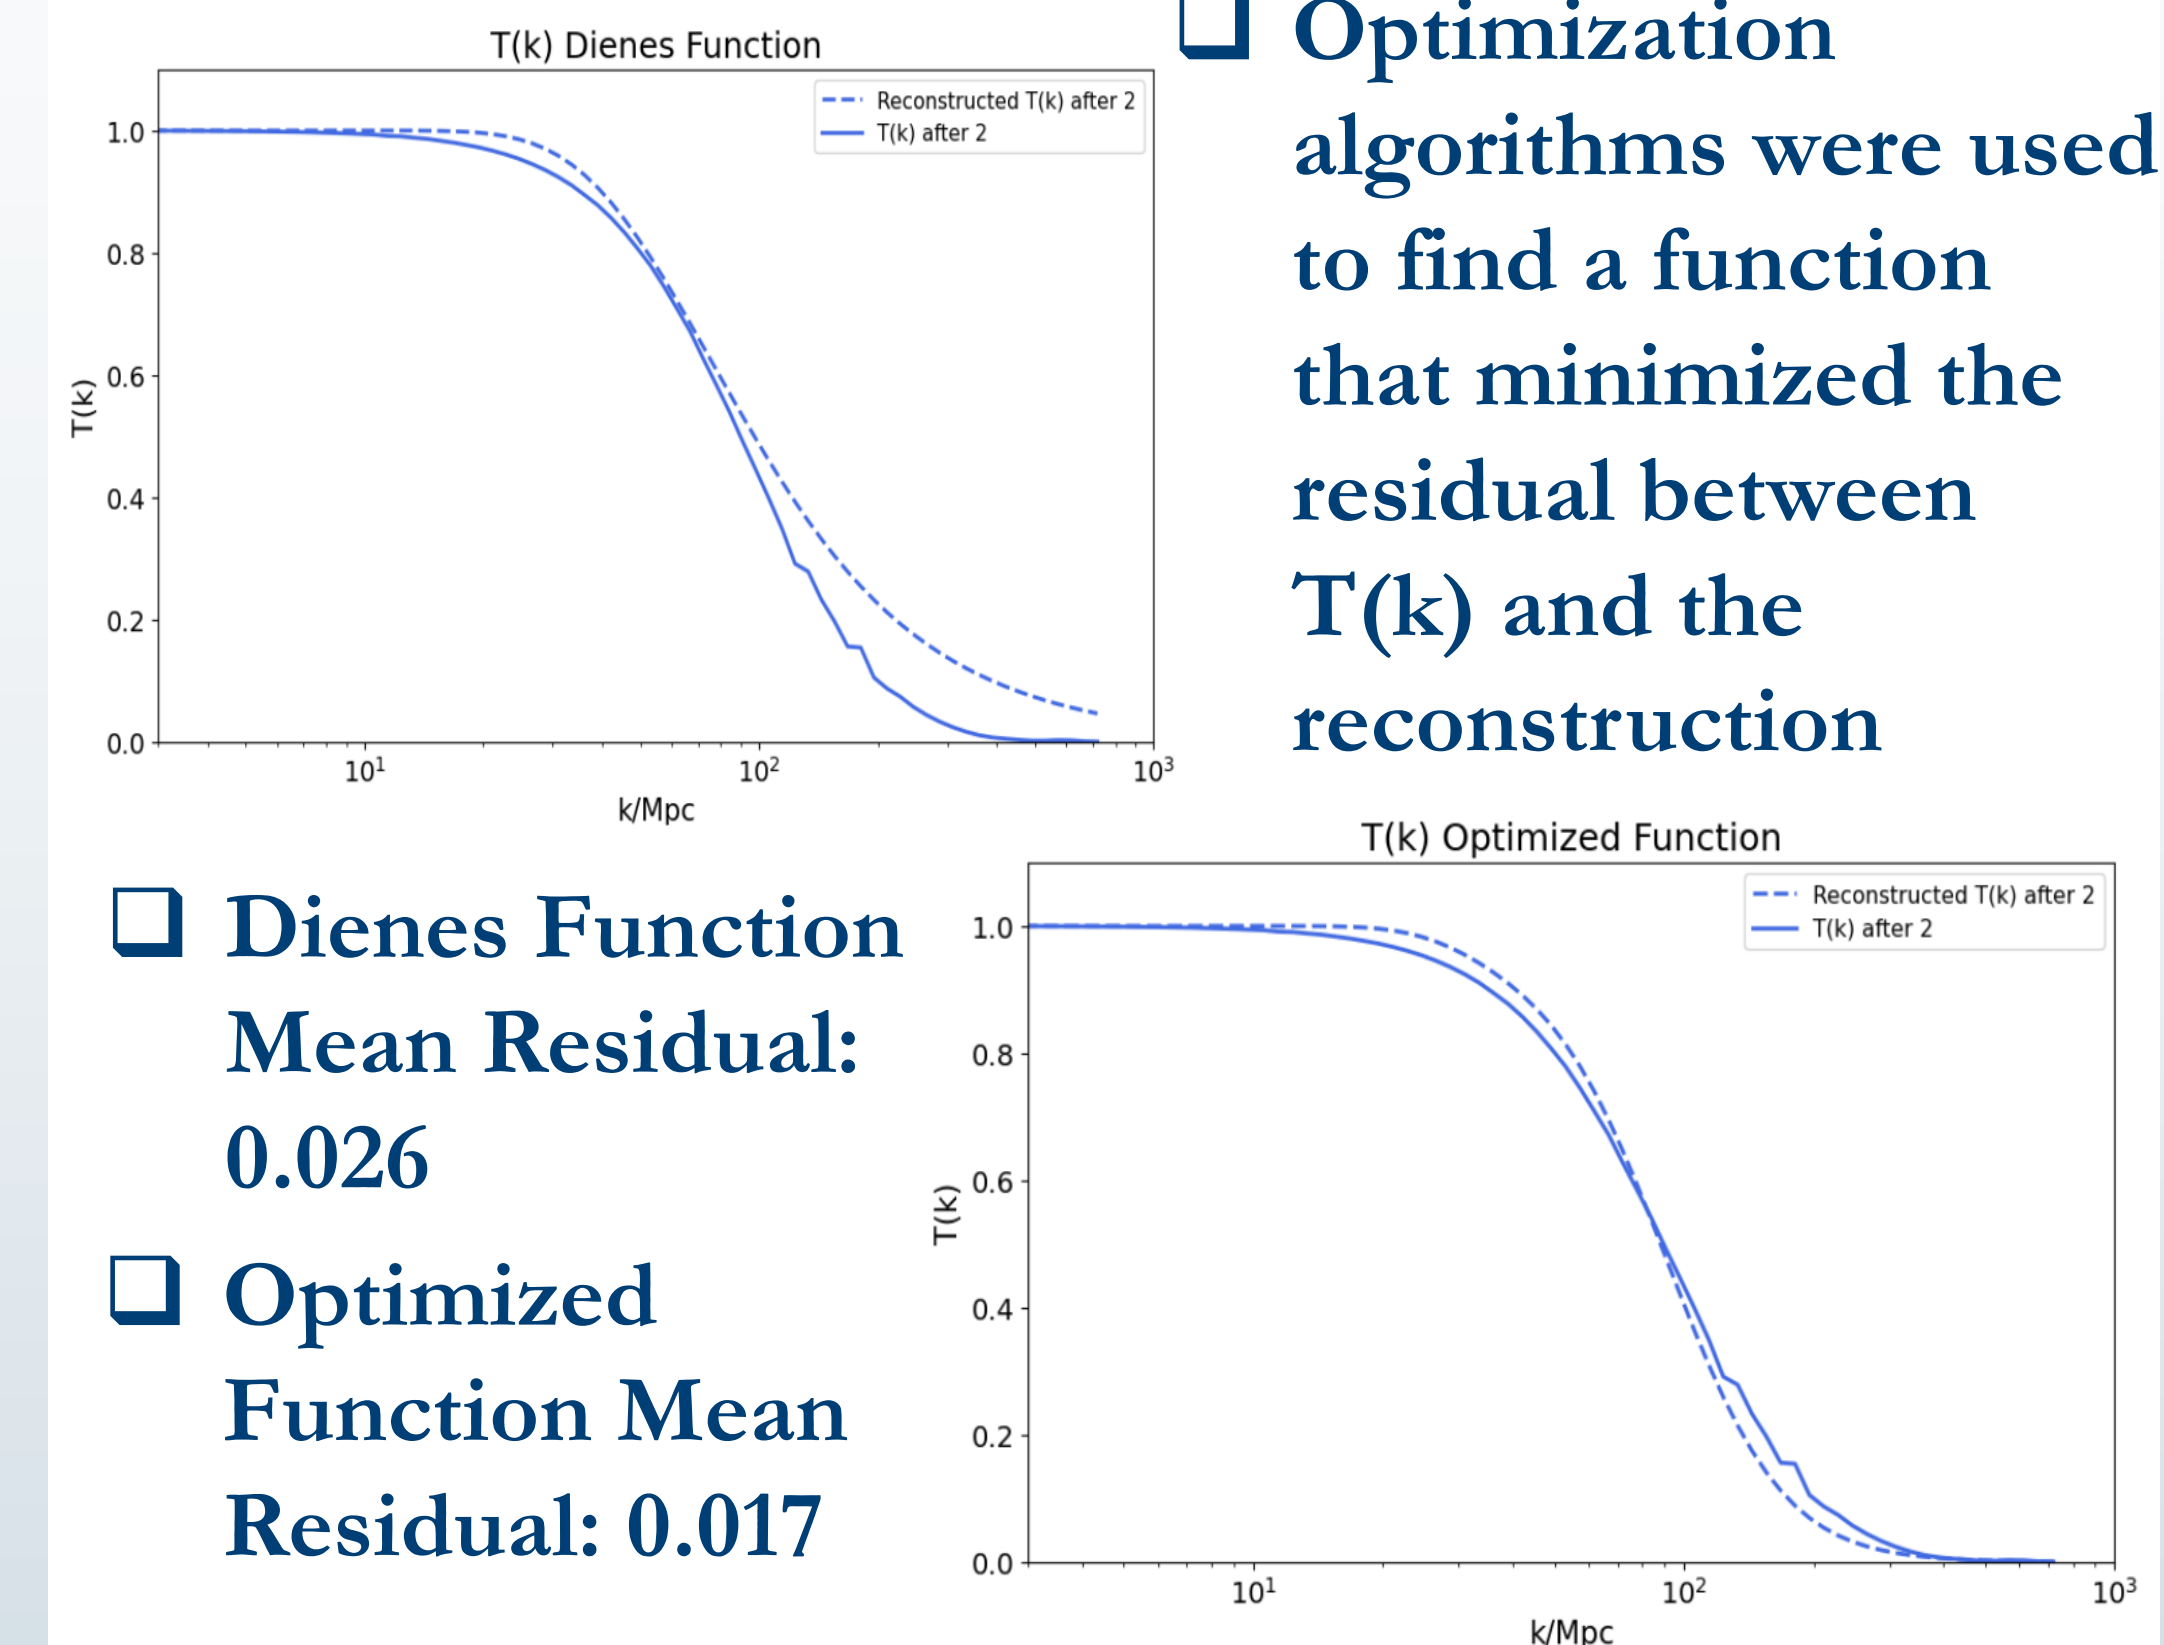 T(k) Dienes Function
Reconstructed T(k) after 2
T(k) after 2
1.0
0.8
0.6
0.4
0.2
0.0
T(k)
10¹
10²
10³
k/Mpc
Optimization
algorithms were used
to find a function
that minimized the
residual between
T(k) and the
reconstruction
Dienes Function
Mean Residual:
0.026
Optimized
Function Mean
Residual: 0.017
T(k) Optimized Function
Reconstructed T(k) after 2
T(k) after 2
1.0
0.8
0.6
0.4
0.2
0.0
T(k)
10¹
10²
10³
k/Mpc